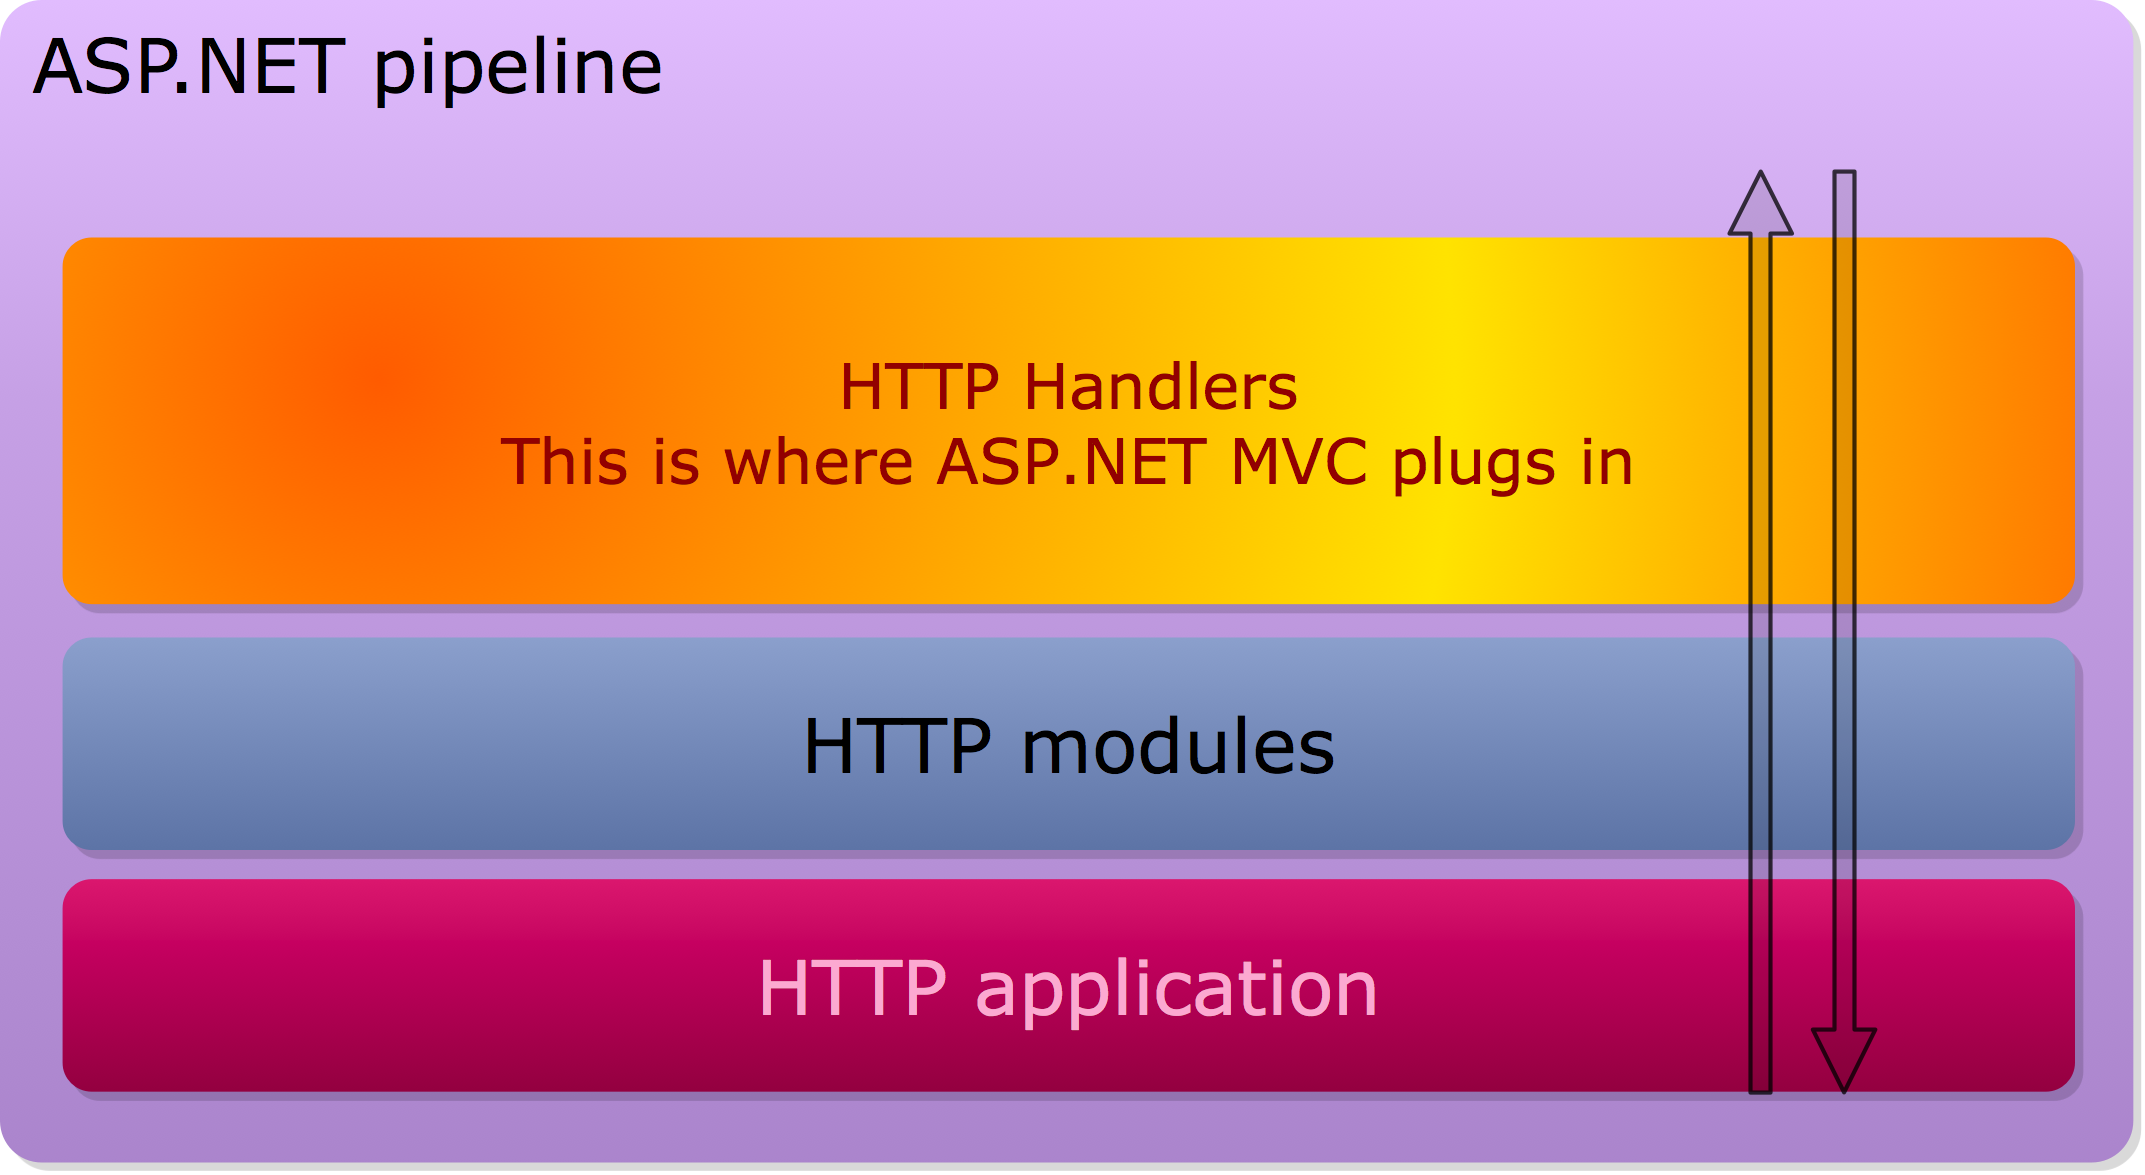 ASP.NET pipeline
HTTP Handlers
This is where ASP.NET MVC plugs in
HTTP modules
HTTP application